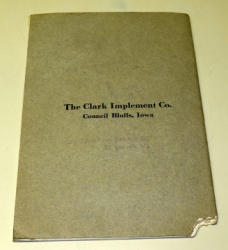 The Clark Implement Co.
Council Bluffs, Iowa